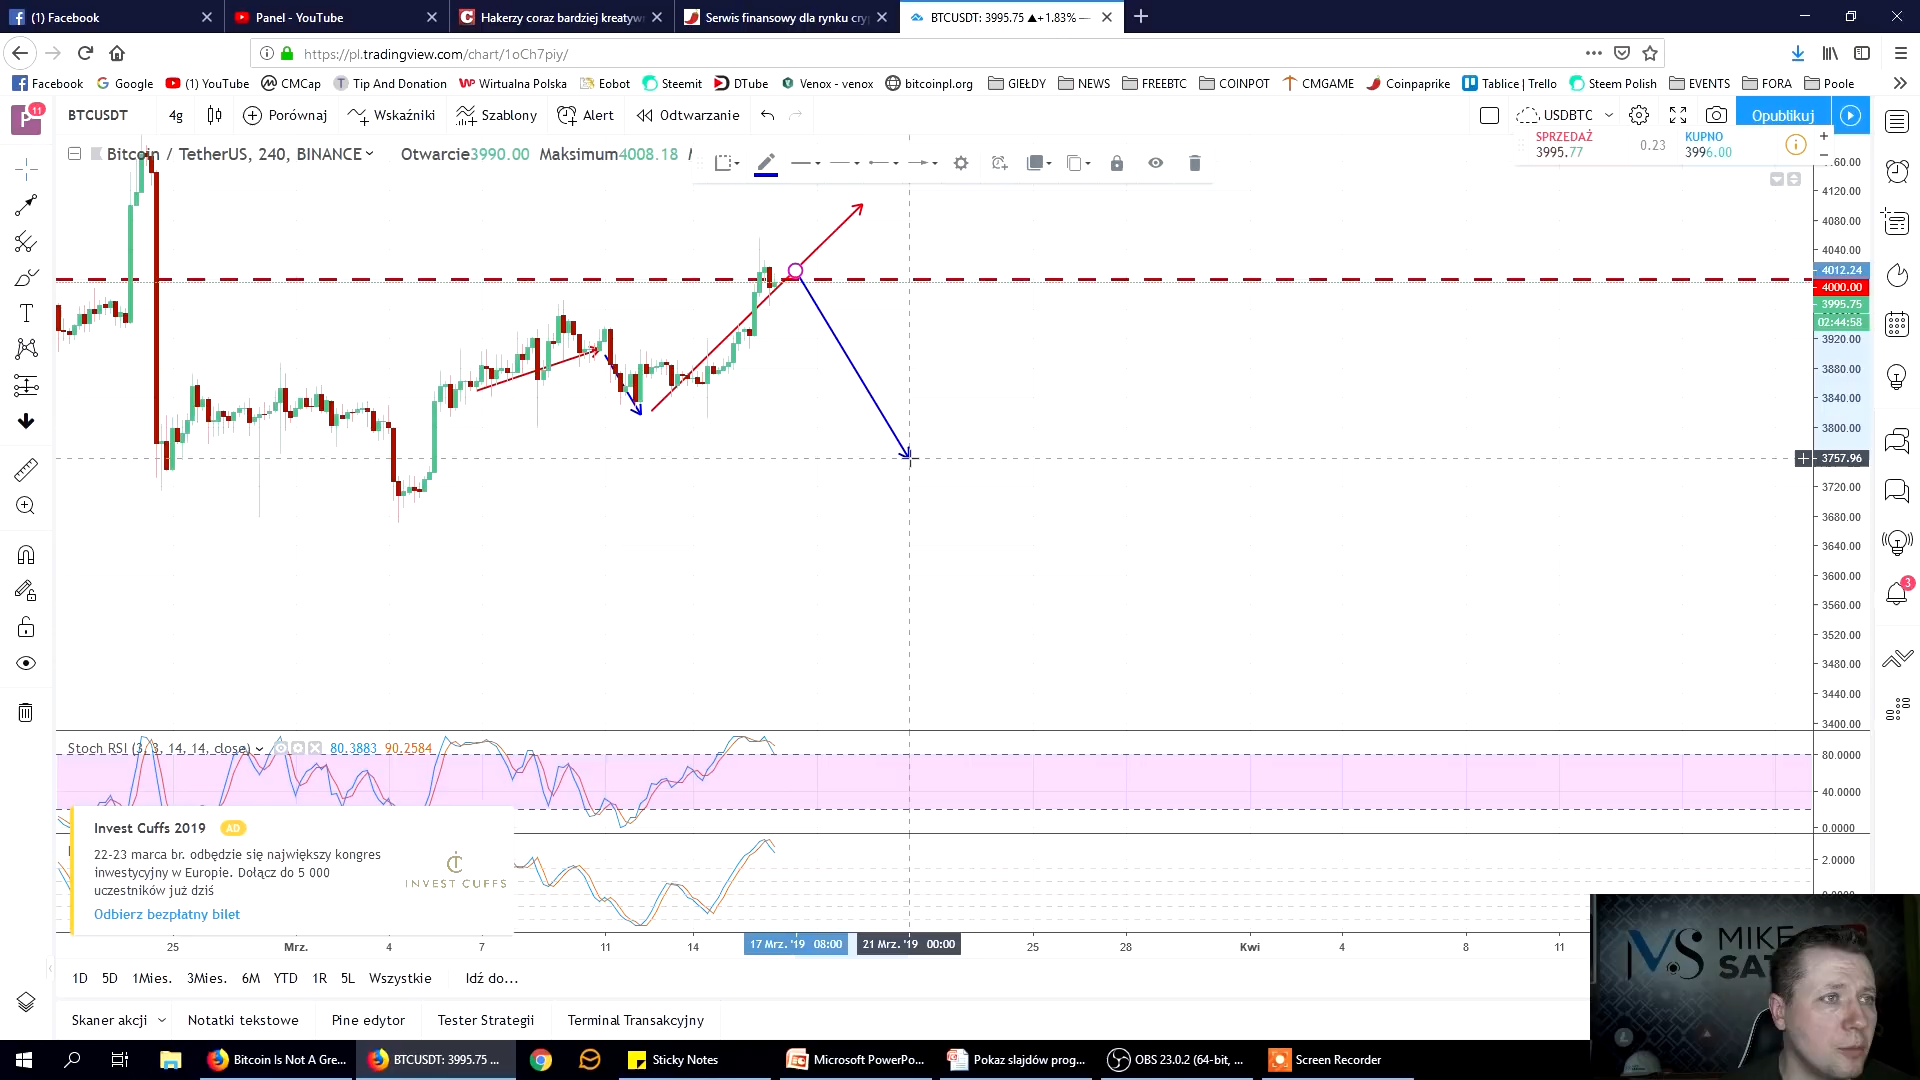 (1) Facebook
Panel - YouTube
Hakerzy coraz bardziej kreatywn
Serwis finansowy dla rynku cry
BTCUSDT: 3995.75 ▲+1.83% —
https://pl.tradingview.com/chart/1oCh7piy/
Facebook
Google
(1) YouTube
CMCap
Tip And Donation
Wirtualna Polska
Eobot
Steemit
DTube
Venox - venox
bitcoinpl.org
GIEŁDY
NEWS
FREEBTC
COINPOT
CMGAME
Coinpaprike
Tablice | Trello
Steem Polish
EVENTS
FORA
Poole
P
11
BTCUSDT
4g
Porównaj
Wskaźniki
Szablony
Alert
Odtwarzanie
USDBTC
Opublikuj
Bitcoin / TetherUS, 240, BINANCE
Otwarcie3990.00 Maksimum4008.18
SPRZEDAŻ
3995.77
0.23
KUPNO
3996.00
4160.00
4120.00
4080.00
4040.00
4012.24
4000.00
3995.75
02:44:58
3920.00
3880.00
3840.00
3800.00
3757.96
3720.00
3680.00
3640.00
3600.00
3560.00
3520.00
3480.00
3440.00
3400.00
3
Stoch RSI (3, 3, 14, 14, close)
80.3883 90.2584
80.0000
40.0000
0.0000
2.0000
Invest Cuffs 2019 AD
22-23 marca br. odbędzie się największy kongres
inwestycyjny w Europie. Dołącz do 5 000
uczestników już dziś
Odbierz bezpłatny bilet
INVEST CUFFS
25
Mrz.
4
7
11
14
17 Mrz. '19 08:00
21 Mrz. '19 00:00
25
28
Kwi
4
8
11
1D
5D
1Mies.
3Mies.
6M
YTD
1R
5L
Wszystkie
Idź do...
Skaner akcji
Notatki tekstowe
Pine edytor
Tester Strategii
Terminal Transakcyjny
MIKE
Bitcoin Is Not A Gre...
BTCUSDT: 3995.75 ...
Sticky Notes
Microsoft PowerPo...
Pokaz slajdów prog...
OBS 23.0.2 (64-bit, ...
Screen Recorder